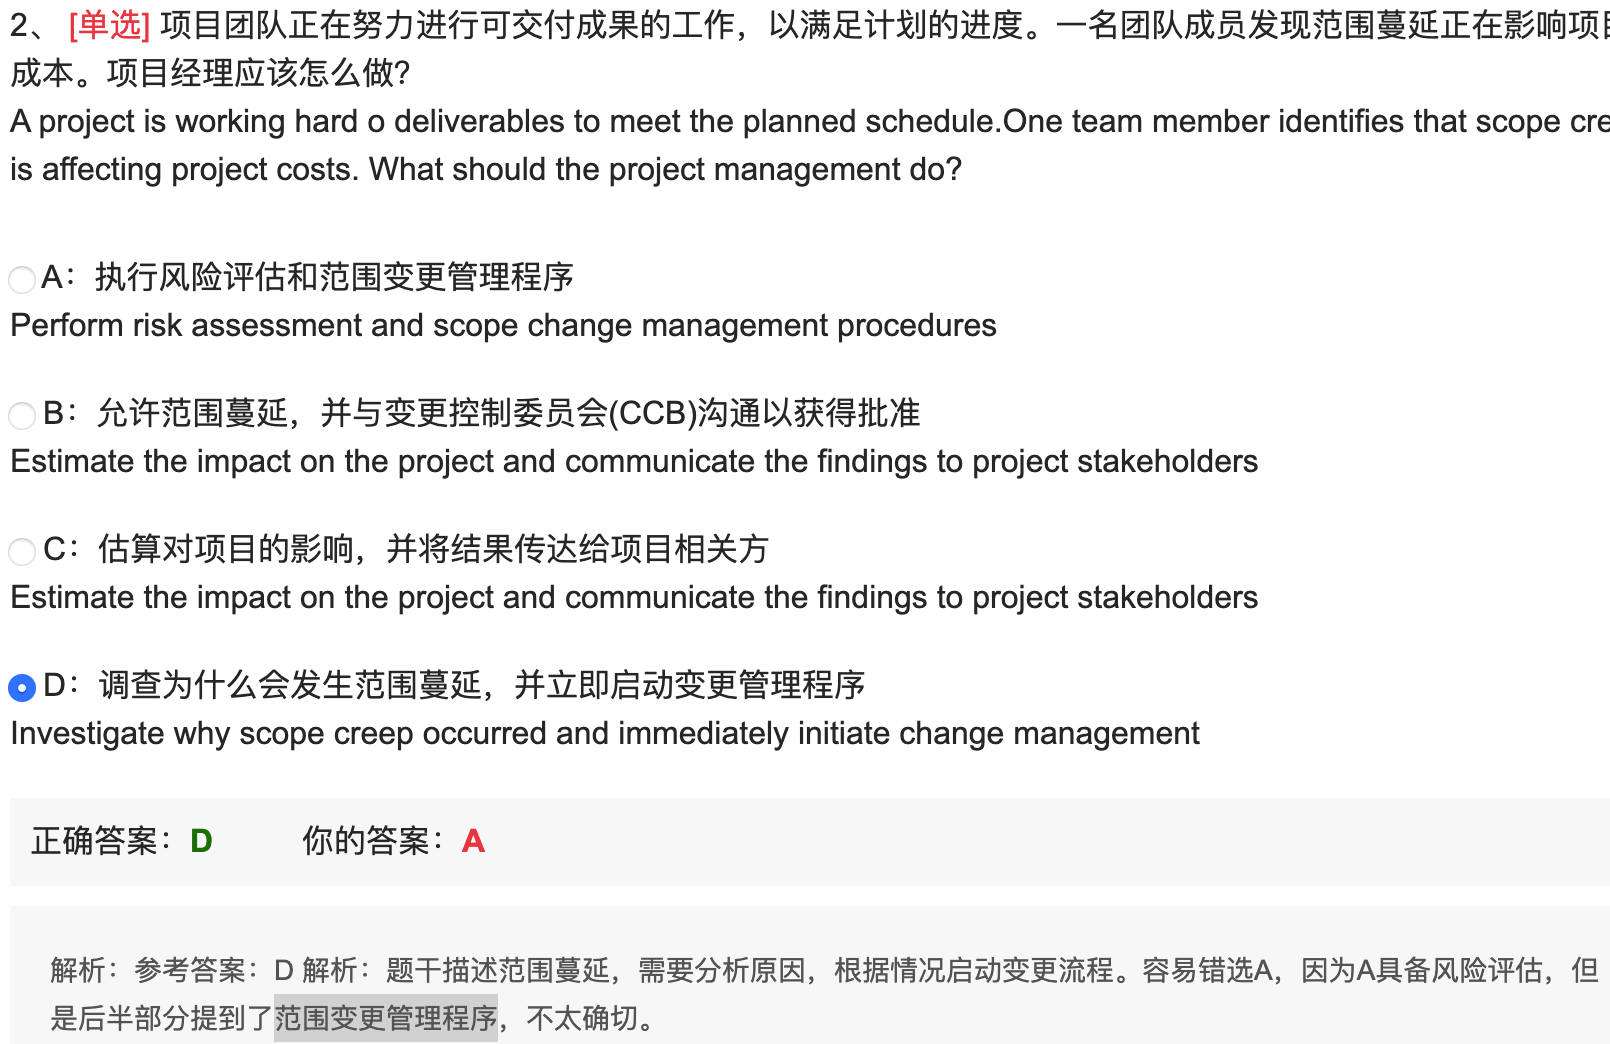 2、 [单选] 项目团队正在努力进行可交付成果的工作，以满足计划的进度。一名团队成员发现范围蔓延正在影响项目
成本。项目经理应该怎么做?
A project is working hard o deliverables to meet the planned schedule.One team member identifies that scope cre
is affecting project costs. What should the project management do?
A：执行风险评估和范围变更管理程序
Perform risk assessment and scope change management procedures
B：允许范围蔓延，并与变更控制委员会(CCB)沟通以获得批准
Estimate the impact on the project and communicate the findings to project stakeholders
C：估算对项目的影响，并将结果传达给项目相关方
Estimate the impact on the project and communicate the findings to project stakeholders
D：调查为什么会发生范围蔓延，并立即启动变更管理程序
Investigate why scope creep occurred and immediately initiate change management
正确答案：D 你的答案：A
解析：参考答案：D 解析：题干描述范围蔓延，需要分析原因，根据情况启动变更流程。容易错选A，因为A具备风险评估，但
是后半部分提到了范围变更管理程序，不太确切。